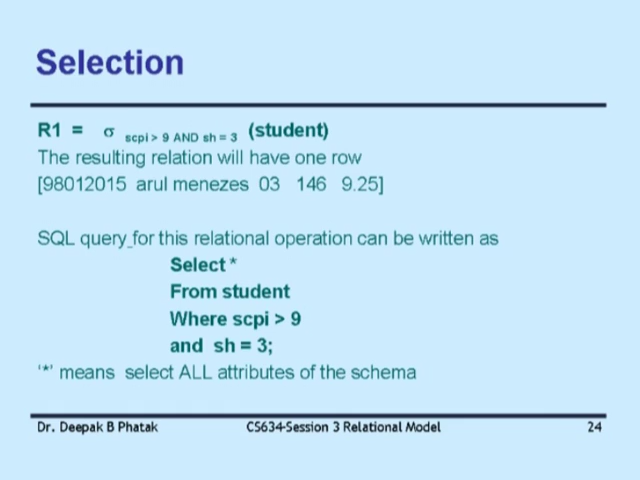 Selection
R1 = σ scpi > 9 AND sh = 3 (student)
The resulting relation will have one row
[98012015 arul menezes 03 146 9.25]
SQL query for this relational operation can be written as
Select *
From student
Where scpi > 9
and sh = 3;
'*' means select ALL attributes of the schema
Dr. Deepak B Phatak CS634-Session 3 Relational Model 24